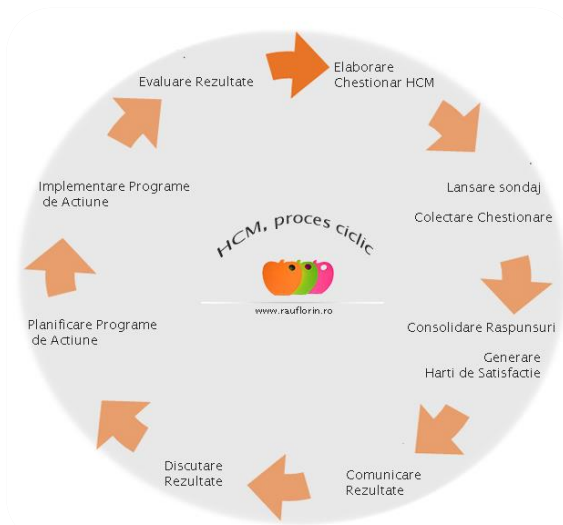 Elaborare
Chestionar HCM
Lansare sondaj
Colectare Chestionare
Consolidare Raspunsuri
Generare
Harti de Satisfactie
Comunicare
Rezultate
Discutare
Rezultate
Planificare Programe
de Actiune
Implementare Programe
de Actiune
Evaluare Rezultate
HCM, proces ciclic
www.rauflorin.ro